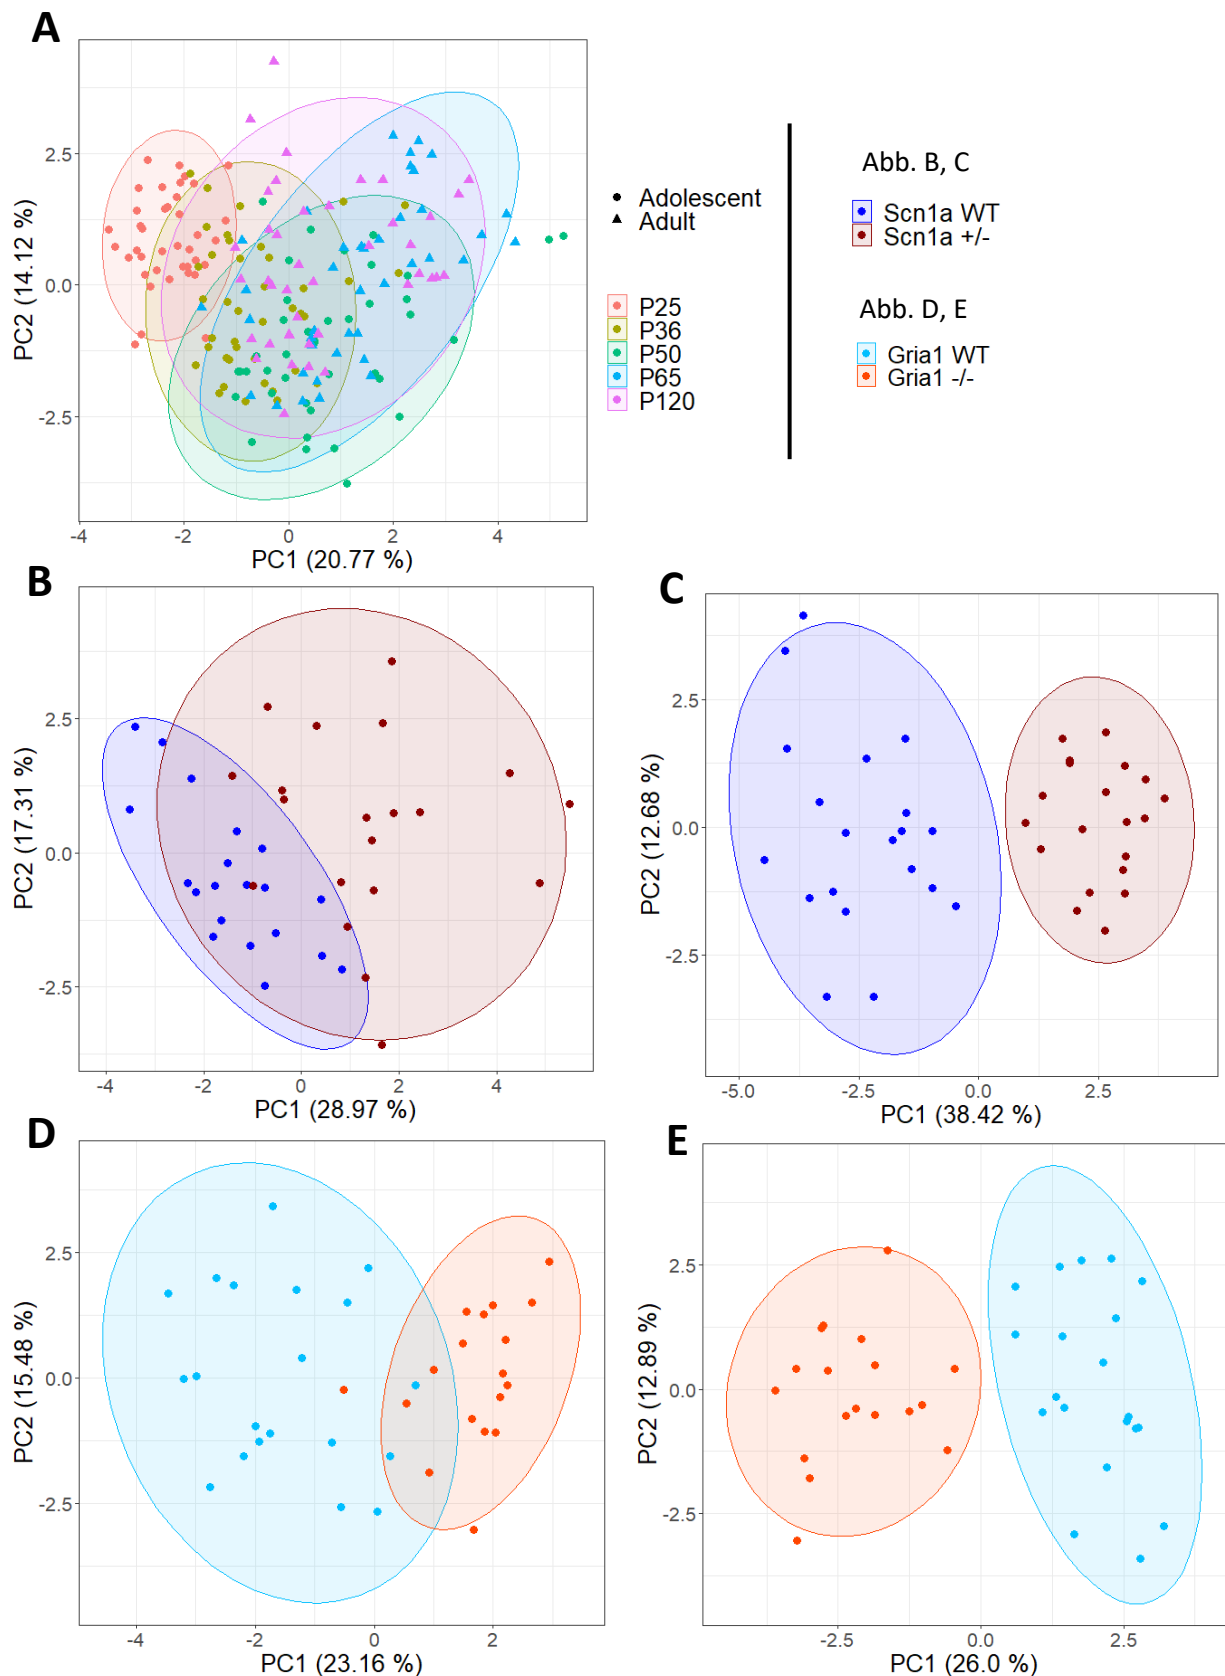 A
2.5
0.0
-2.5
PC2 (14.12 %)
-4 -2 0 2 4
PC1 (20.77 %)
Adolescent
Adult
P25
P36
P50
P65
P120
Abb. B, C
Scn1a WT
Scn1a +/-
Abb. D, E
Gria1 WT
Gria1 -/-
B
2.5
0.0
-2.5
PC2 (17.31 %)
-4 -2 0 2 4
PC1 (28.97 %)
C
2.5
0.0
-2.5
PC2 (12.68 %)
-5.0 -2.5 0.0 2.5
PC1 (38.42 %)
D
2.5
0.0
-2.5
PC2 (15.48 %)
-4 -2 0 2
PC1 (23.16 %)
E
2.5
0.0
-2.5
PC2 (12.89 %)
-2.5 0.0 2.5
PC1 (26.0 %)